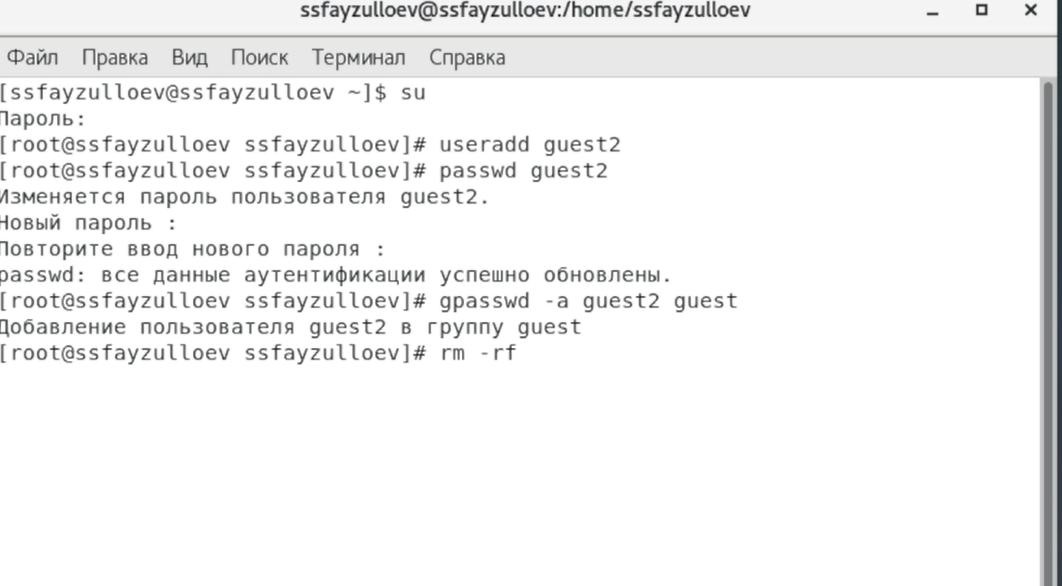 ssfayzulloev@ssfayzulloev:/home/ssfayzulloev
Файл Правка Вид Поиск Терминал Справка
[ssfayzulloev@ssfayzulloev ~]$ su
Пароль:
[root@ssfayzulloev ssfayzulloev]# useradd guest2
[root@ssfayzulloev ssfayzulloev]# passwd guest2
Изменяется пароль пользователя guest2.
Новый пароль :
Повторите ввод нового пароля :
passwd: все данные аутентификации успешно обновлены.
[root@ssfayzulloev ssfayzulloev]# gpasswd -a guest2 guest
Добавление пользователя guest2 в группу guest
[root@ssfayzulloev ssfayzulloev]# rm -rf